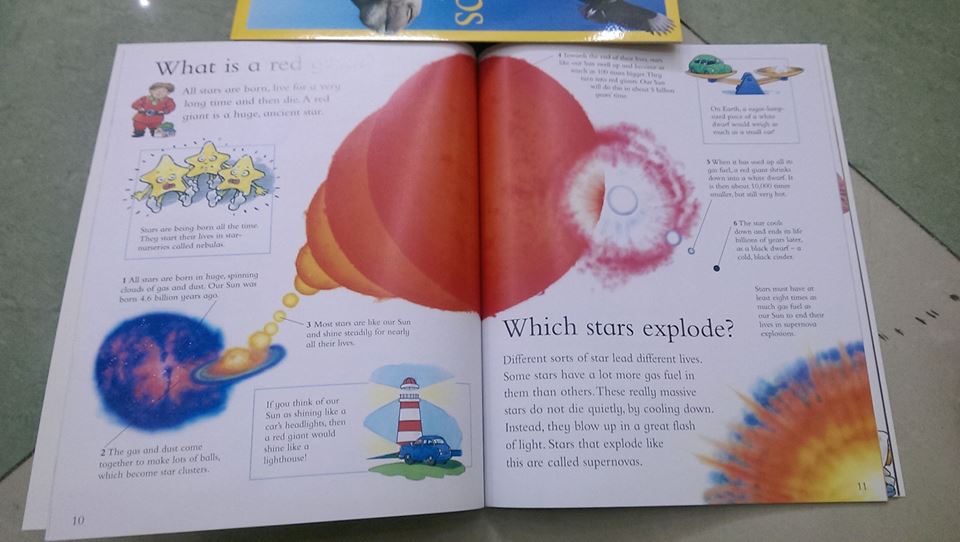 SC
What is a red
All stars are born, live for a very
long time and then die. A red
giant is a huge, ancient star.
Stars are being born all the time.
They start their lives in star-
nurseries called nebulas.
1 All stars are born in huge, spinning
clouds of gas and dust. Our Sun was
born 4.6 billion years ago.
3 Most stars are like our Sun
and shine steadily for nearly
all their lives.
If you think of our
Sun as shining like a
car's headlights, then
a red giant would
shine like a
lighthouse!
2 The gas and dust come
together to make lots of balls,
which become star clusters.
10
4 Towards the end of their lives, stars
like our Sun swell up and become as
much as 100 times bigger. They
turn into red giants. Our Sun
will do this in about 5 billion
years' time.
On Earth, a sugar-lump-
sized piece of a white
dwarf would weigh as
much as a small car!
5 When it has used up all its
gas fuel, a red giant shrinks
down into a white dwarf. It
is then about 10,000 times
smaller, but still very hot.
6 The star cools
down and ends its life
billions of years later,
as a black dwarf – a
cold, black cinder.
Stars must have at
least eight times as
much gas fuel as
our Sun to end their
lives in supernova
explosions.
Which stars explode?
Different sorts of star lead different lives.
Some stars have a lot more gas fuel in
them than others. These really massive
stars do not die quietly, by cooling down.
Instead, they blow up in a great flash
of light. Stars that explode like
this are called supernovas.
11